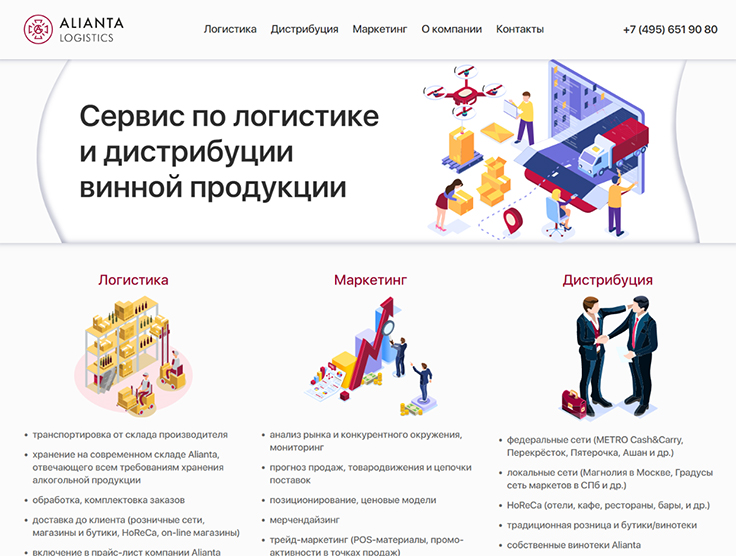 ALIANTA
LOGISTICS
Логистика Дистрибуция Маркетинг О компании Контакты
+7 (495) 651 90 80
Сервис по логистике
и дистрибуции
винной продукции
Логистика
• транспортировка от склада производителя
• хранение на современном складе Alianta,
отвечающего всем требованиям хранения
алкогольной продукции
• обработка, комплектовка заказов
• доставка до клиента (розничные сети,
магазины и бутики, HoReCa, on-line магазины)
• включение в прайс-лист компании Alianta
Маркетинг
• анализ рынка и конкурентного окружения,
мониторинг
• прогноз продаж, товародвижения и цепочки
поставок
• позиционирование, ценовые модели
• мерчендайзинг
• трейд-маркетинг (POS-материалы, промо-
активности в точках продаж)
Дистрибуция
• федеральные сети (METRO Cash&Carry,
Перекрёсток, Пятерочка, Ашан и др.)
• локальные сети (Магнолия в Москве, Градусы
сеть маркетов в СПб и др.)
• HoReCa (отели, кафе, рестораны, бары, и др.)
• традиционная розница и бутики/винотеки
• собственные винотеки Alianta